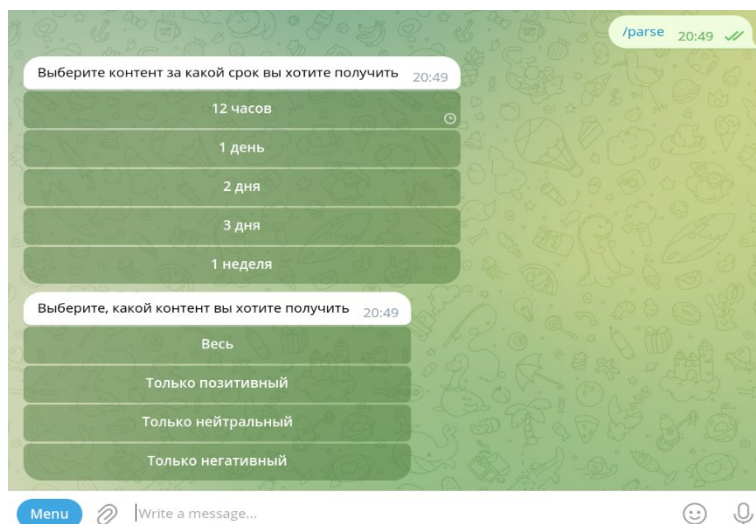 /parse 20:49
Выберите контент за какой срок вы хотите получить 20:49
12 часов
1 день
2 дня
3 дня
1 неделя
Выберите, какой контент вы хотите получить 20:49
Весь
Только позитивный
Только нейтральный
Только негативный
Menu Write a message...